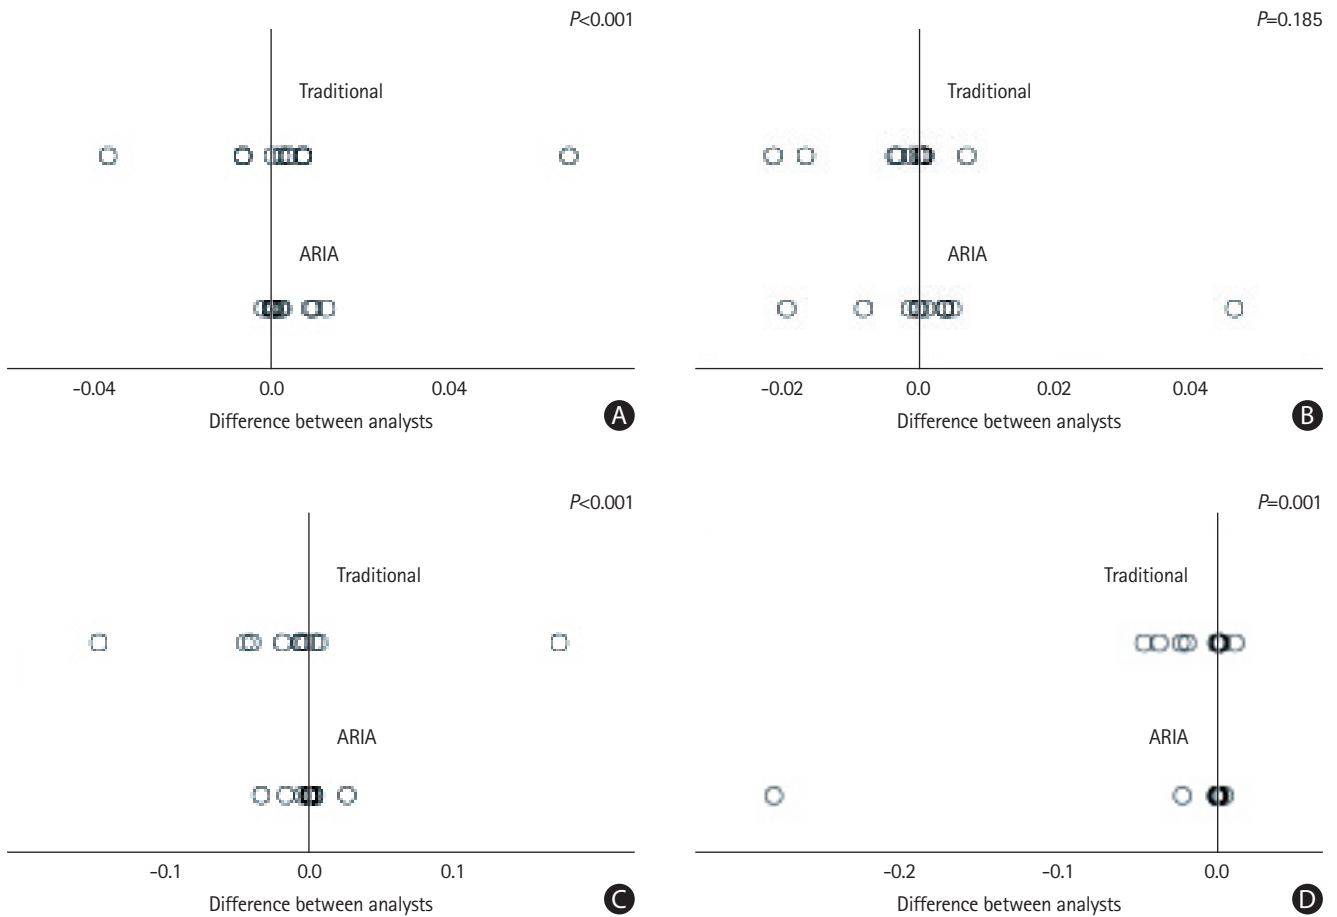 P<0.001
Traditional
ARIA
-0.04 0.0 0.04
Difference between analysts
A
P=0.185
Traditional
ARIA
-0.02 0.0 0.02 0.04
Difference between analysts
B
P<0.001
Traditional
ARIA
-0.1 0.0 0.1
Difference between analysts
C
P=0.001
Traditional
ARIA
-0.2 -0.1 0.0
Difference between analysts
D